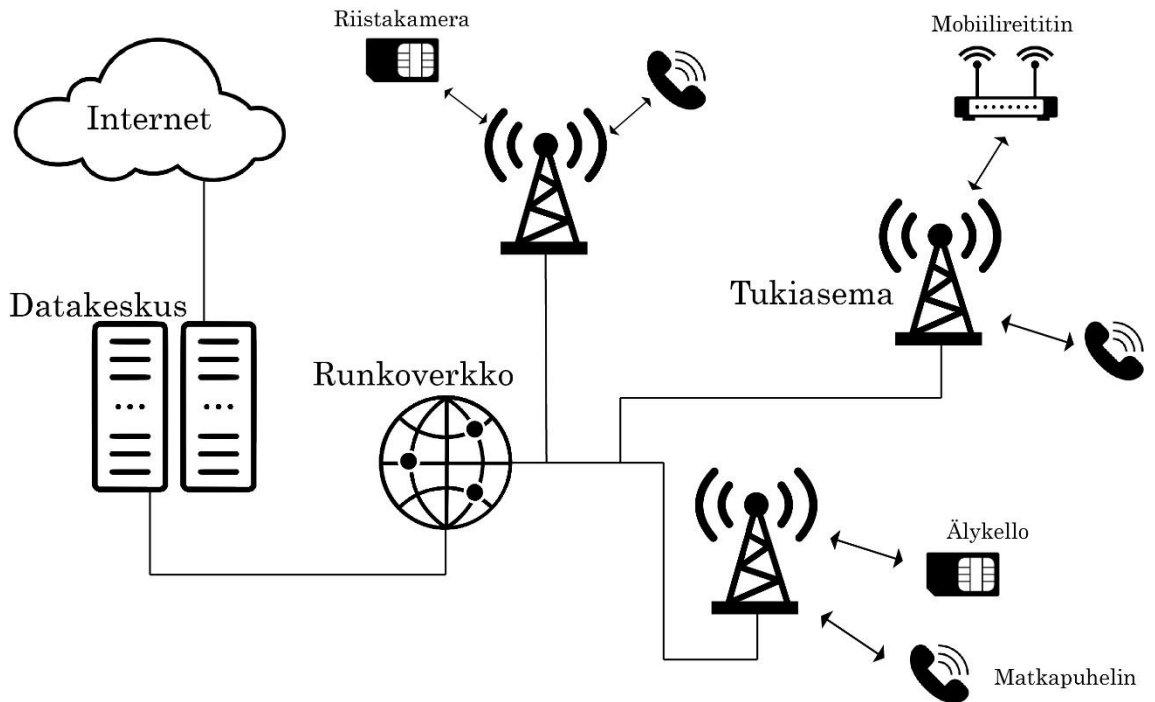 Riistakamera
Mobiilireititin
Internet
Datakeskus
Tukiasema
Runkoverkko
Älykello
Matkapuhelin